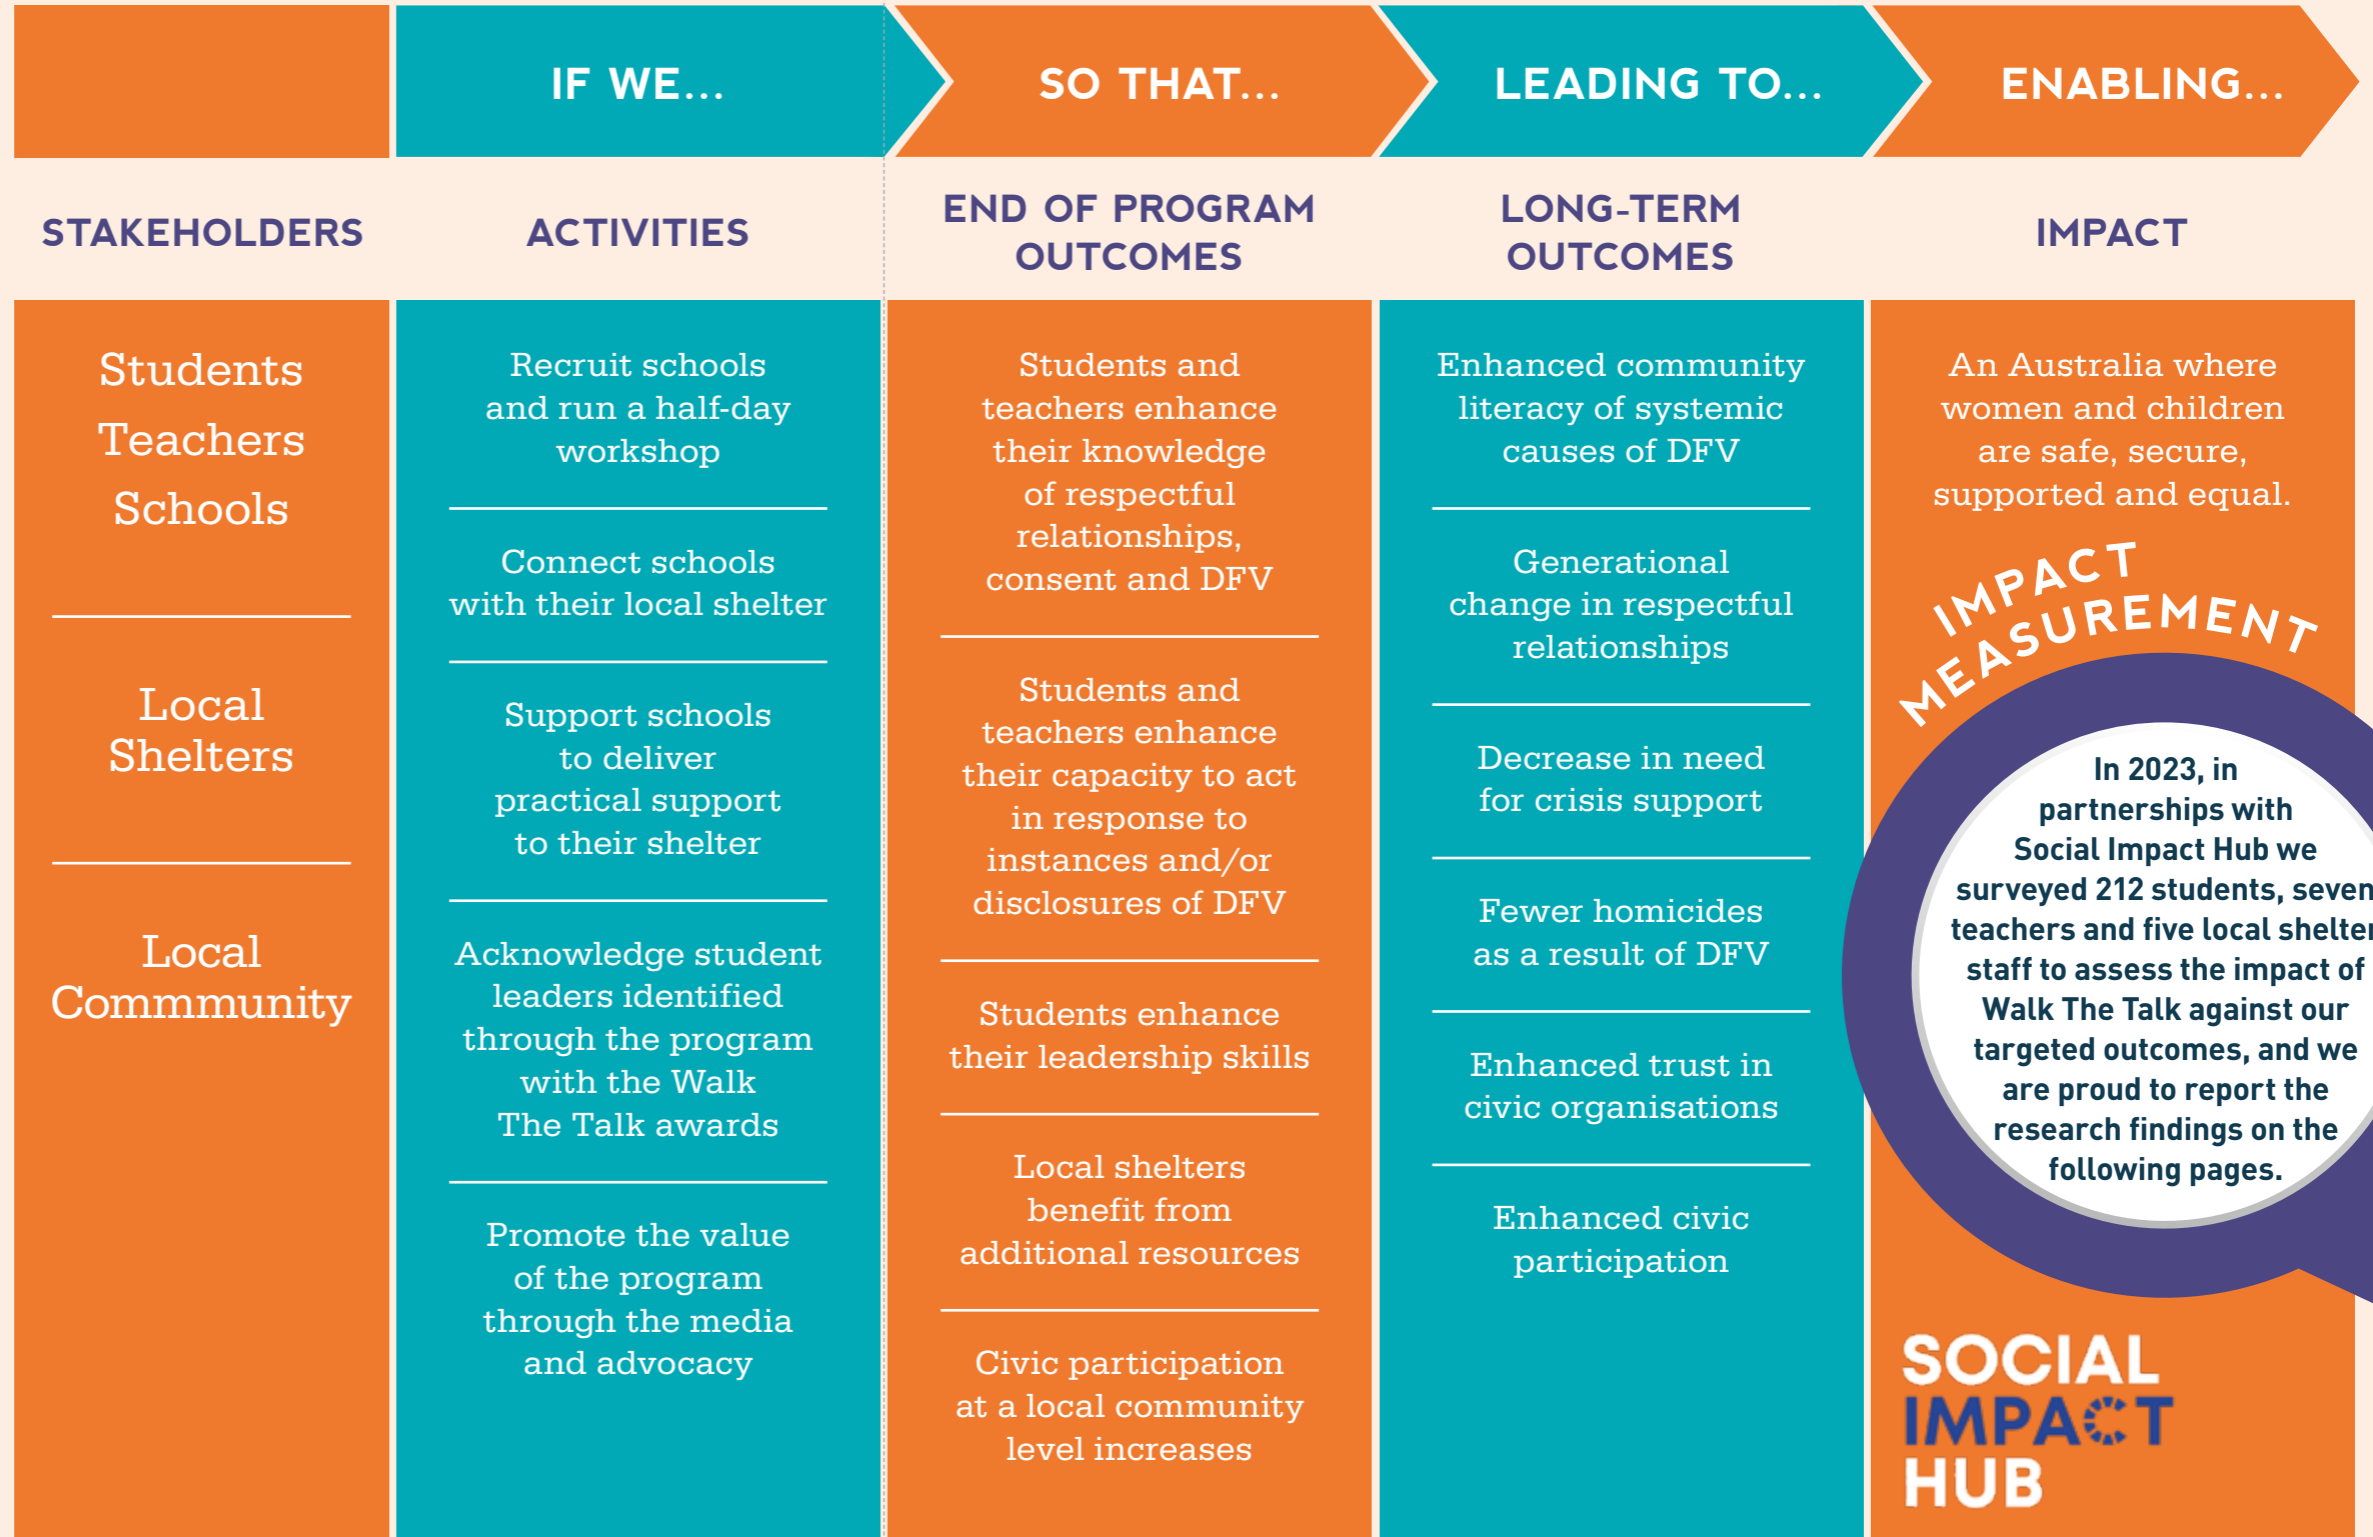 IF WE...
SO THAT...
LEADING TO...
ENABLING...
STAKEHOLDERS
ACTIVITIES
END OF PROGRAM
OUTCOMES
LONG-TERM
OUTCOMES
IMPACT
Students
Teachers
Schools
Local
Shelters
Local
Commmunity
Recruit schools
and run a half-day
workshop
Connect schools
with their local shelter
Support schools
to deliver
practical support
to their shelter
Acknowledge student
leaders identified
through the program
with the Walk
The Talk awards
Promote the value
of the program
through the media
and advocacy
Students and
teachers enhance
their knowledge
of respectful
relationships,
consent and DFV
Students and
teachers enhance
their capacity to act
in response to
instances and/or
disclosures of DFV
Students enhance
their leadership skills
Local shelters
benefit from
additional resources
Civic participation
at a local community
level increases
Enhanced community
literacy of systemic
causes of DFV
Generational
change in respectful
relationships
Decrease in need
for crisis support
Fewer homicides
as a result of DFV
Enhanced trust in
civic organisations
Enhanced civic
participation
An Australia where
women and children
are safe, secure,
supported and equal.
IMPACT
MEASUREMENT
In 2023, in
partnerships with
Social Impact Hub we
surveyed 212 students, seven
teachers and five local shelter
staff to assess the impact of
Walk The Talk against our
targeted outcomes, and we
are proud to report the
research findings on the
following pages.
SOCIAL
IMPACT
HUB